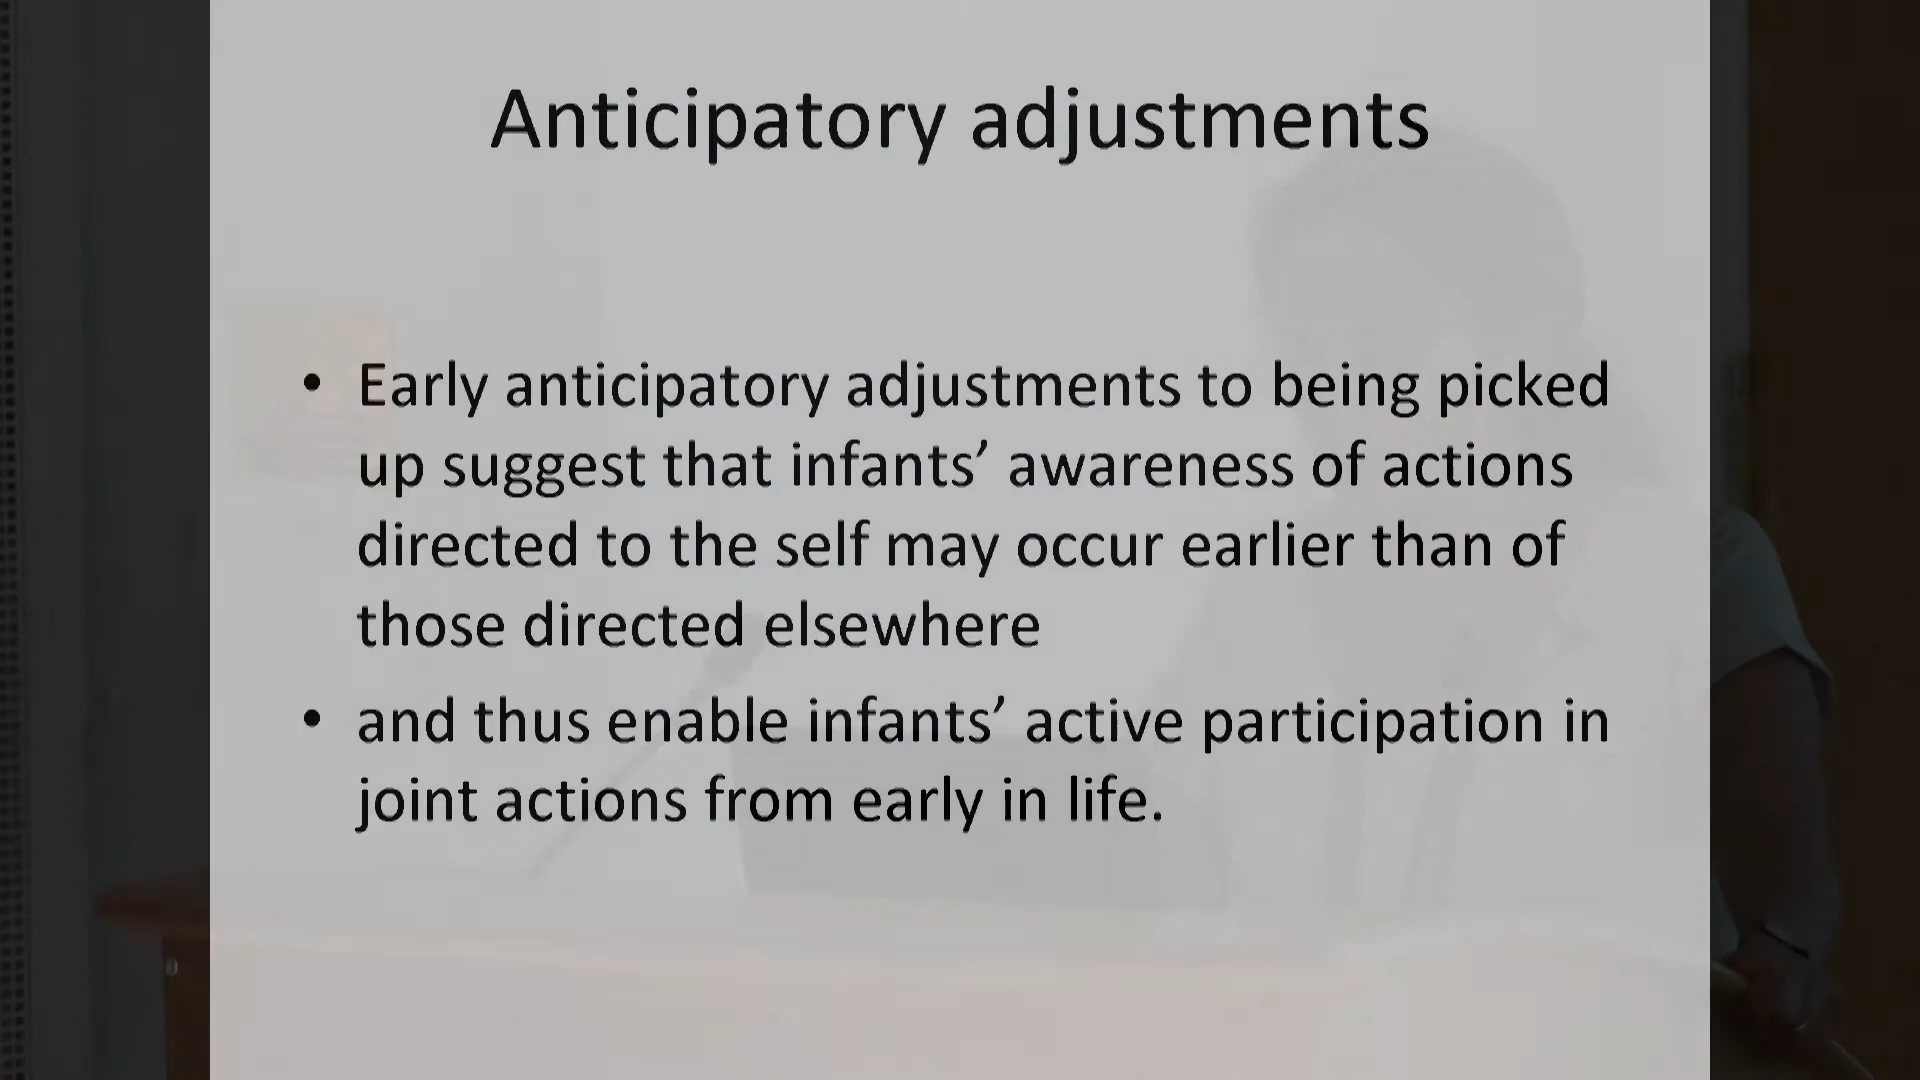 Anticipatory adjustments
• Early anticipatory adjustments to being picked
up suggest that infants’ awareness of actions
directed to the self may occur earlier than of
those directed elsewhere
• and thus enable infants’ active participation in
joint actions from early in life.